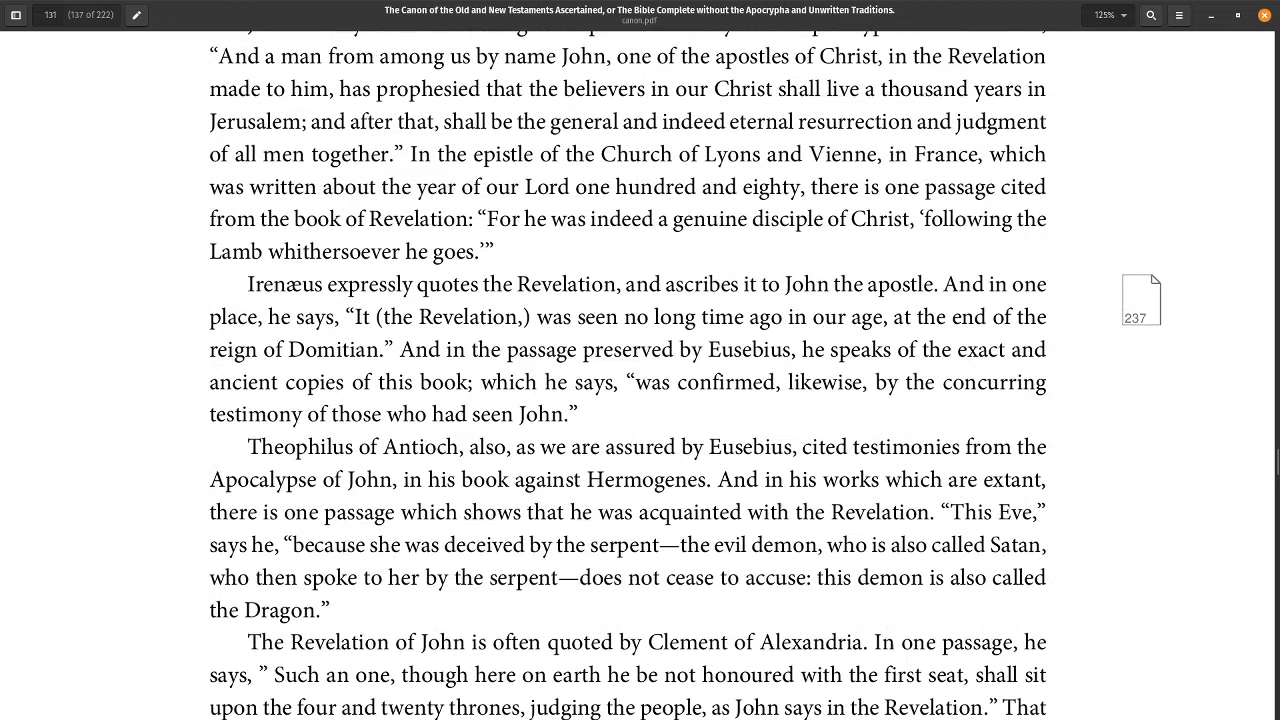 131
(137 of 222)
The Canon of the Old and New Testaments Ascertained, or The Bible Complete without the Apocrypha and Unwritten Traditions.
canon.pdf
125%
“And a man from among us by name John, one of the apostles of Christ, in the Revelation
made to him, has prophesied that the believers in our Christ shall live a thousand years in
Jerusalem; and after that, shall be the general and indeed eternal resurrection and judgment
of all men together.” In the epistle of the Church of Lyons and Vienne, in France, which
was written about the year of our Lord one hundred and eighty, there is one passage cited
from the book of Revelation: “For he was indeed a genuine disciple of Christ, ‘following the
Lamb whithersoever he goes.’”
Irenæus expressly quotes the Revelation, and ascribes it to John the apostle. And in one
place, he says, “It (the Revelation,) was seen no long time ago in our age, at the end of the
reign of Domitian.” And in the passage preserved by Eusebius, he speaks of the exact and
ancient copies of this book; which he says, “was confirmed, likewise, by the concurring
testimony of those who had seen John.”
237
Theophilus of Antioch, also, as we are assured by Eusebius, cited testimonies from the
Apocalypse of John, in his book against Hermogenes. And in his works which are extant,
there is one passage which shows that he was acquainted with the Revelation. “This Eve,”
says he, “because she was deceived by the serpent—the evil demon, who is also called Satan,
who then spoke to her by the serpent—does not cease to accuse: this demon is also called
the Dragon.”
The Revelation of John is often quoted by Clement of Alexandria. In one passage, he
says, ” Such an one, though here on earth he be not honoured with the first seat, shall sit
upon the four and twenty thrones, judging the people, as John says in the Revelation.” That